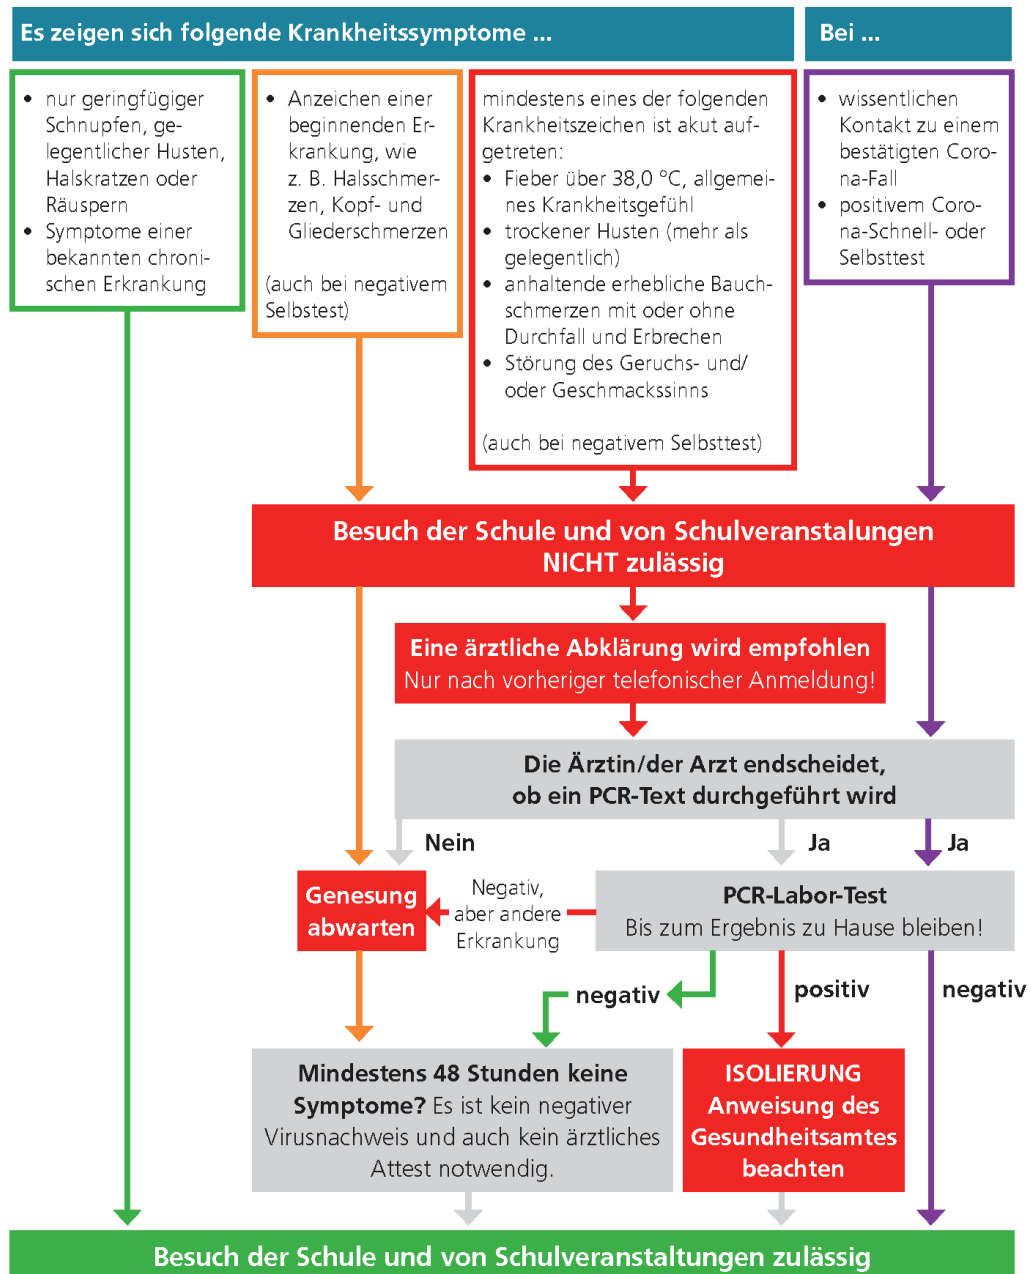 Es zeigen sich folgende Krankheitssymptome ...
Bei ...
• nur geringfügiger
Schnupfen, ge-
legentlicher Husten,
Halskratzen oder
Räuspern
• Symptome einer
bekannten chroni-
schen Erkrankung
• Anzeichen einer
beginnenden Er-
krankung, wie
z. B. Halsschmer-
zen, Kopf- und
Gliederschmerzen
(auch bei negativem
Selbstest)
mindestens eines der folgenden
Krankheitszeichen ist akut auf-
getreten:
• Fieber über 38,0 °C, allgemei-
nes Krankheitsgefühl
• trockener Husten (mehr als
gelegentlich)
• anhaltende erhebliche Bauch-
schmerzen mit oder ohne
Durchfall und Erbrechen
• Störung des Geruchs- und/
oder Geschmackssinns
(auch bei negativem Selbsttest)
• wissentlichen
Kontakt zu einem
bestätigten Coro-
na-Fall
• positivem Coro-
na-Schnell- oder
Selbsttest
Besuch der Schule und von Schulveranstalungen
NICHT zulässig
Eine ärztliche Abklärung wird empfohlen
Nur nach vorheriger telefonischer Anmeldung!
Die Ärztin/der Arzt endscheidet,
ob ein PCR-Text durchgeführt wird
Nein
Ja
Ja
Genesung
abwarten
Negativ,
aber andere
Erkrankung
PCR-Labor-Test
Bis zum Ergebnis zu Hause bleiben!
negativ
positiv
negativ
Mindestens 48 Stunden keine
Symptome? Es ist kein negativer
Virusnachweis und auch kein ärztliches
Attest notwendig.
ISOLIERUNG
Anweisung des
Gesundheitsamtes
beachten
Besuch der Schule und von Schulveranstaltungen zulässig